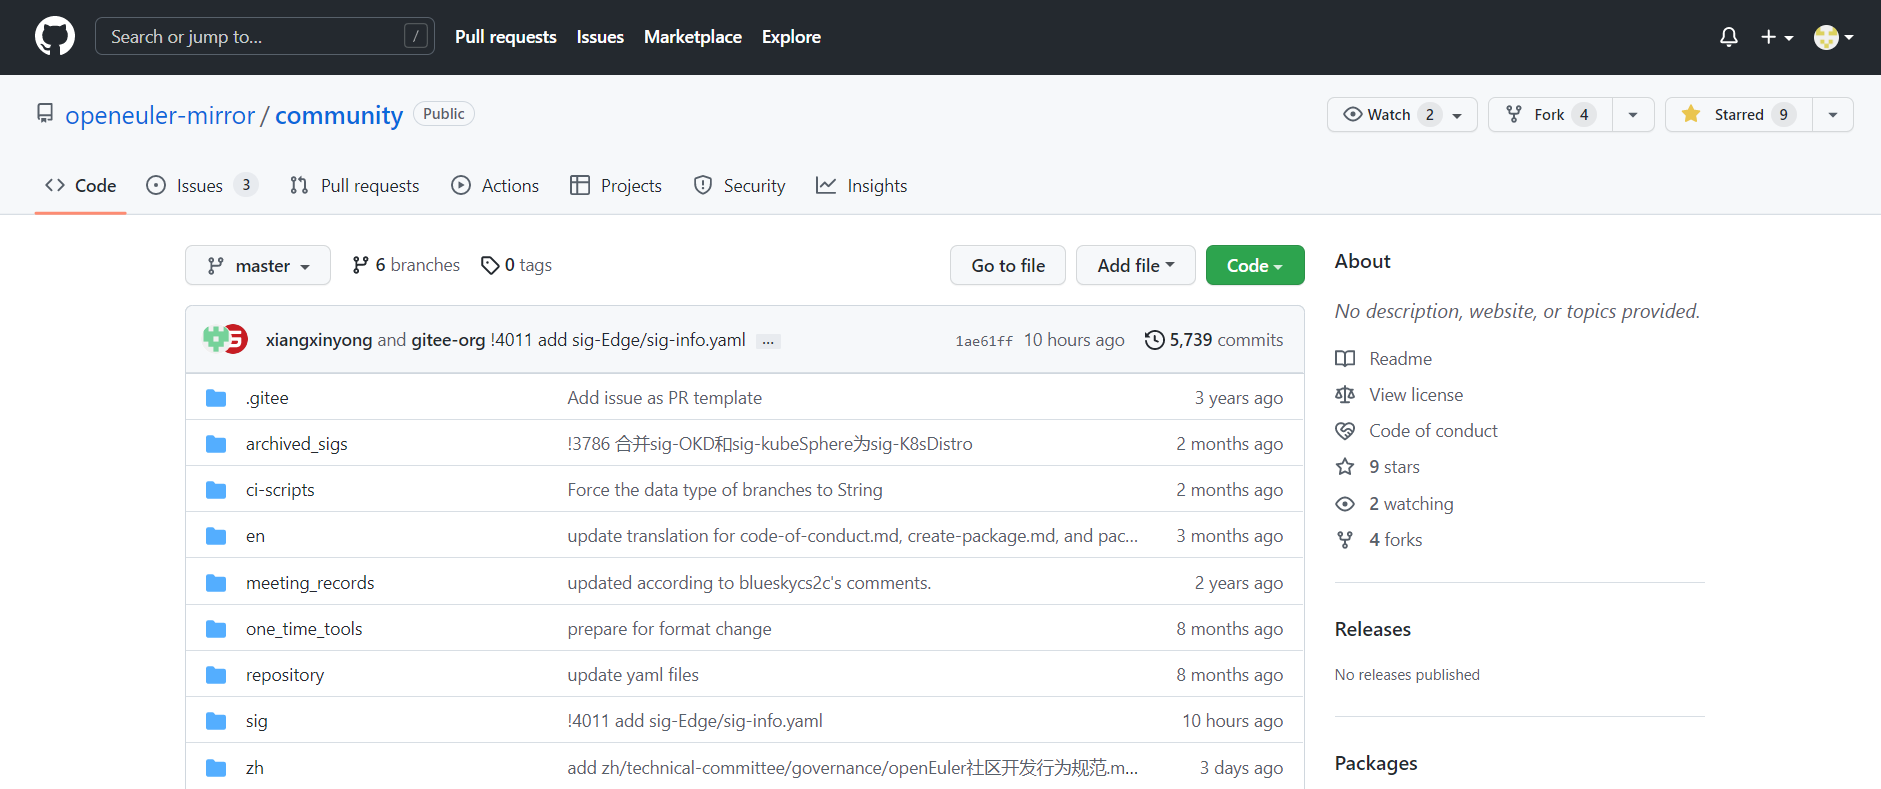 Search or jump to... / Pull requests Issues Marketplace Explore
openeuler-mirror / community Public Watch 2 Fork 4 Starred 9
Code Issues 3 Pull requests Actions Projects Security Insights
master 6 branches 0 tags Go to file Add file Code
xiangxinyong and gitee-org !4011 add sig-Edge/sig-info.yaml ... 1ae61ff 10 hours ago 5,739 commits
.gitee Add issue as PR template 3 years ago
archived_sigs !3786 合并sig-OKD和sig-kubeSphere为sig-K8sDistro 2 months ago
ci-scripts Force the data type of branches to String 2 months ago
en update translation for code-of-conduct.md, create-package.md, and pac... 3 months ago
meeting_records updated according to blueskycs2c's comments. 2 years ago
one_time_tools prepare for format change 8 months ago
repository update yaml files 8 months ago
sig !4011 add sig-Edge/sig-info.yaml 10 hours ago
zh add zh/technical-committee/governance/openEuler社区开发行为规范.m... 3 days ago
About
No description, website, or topics provided.
Readme
View license
Code of conduct
9 stars
2 watching
4 forks
Releases
No releases published
Packages